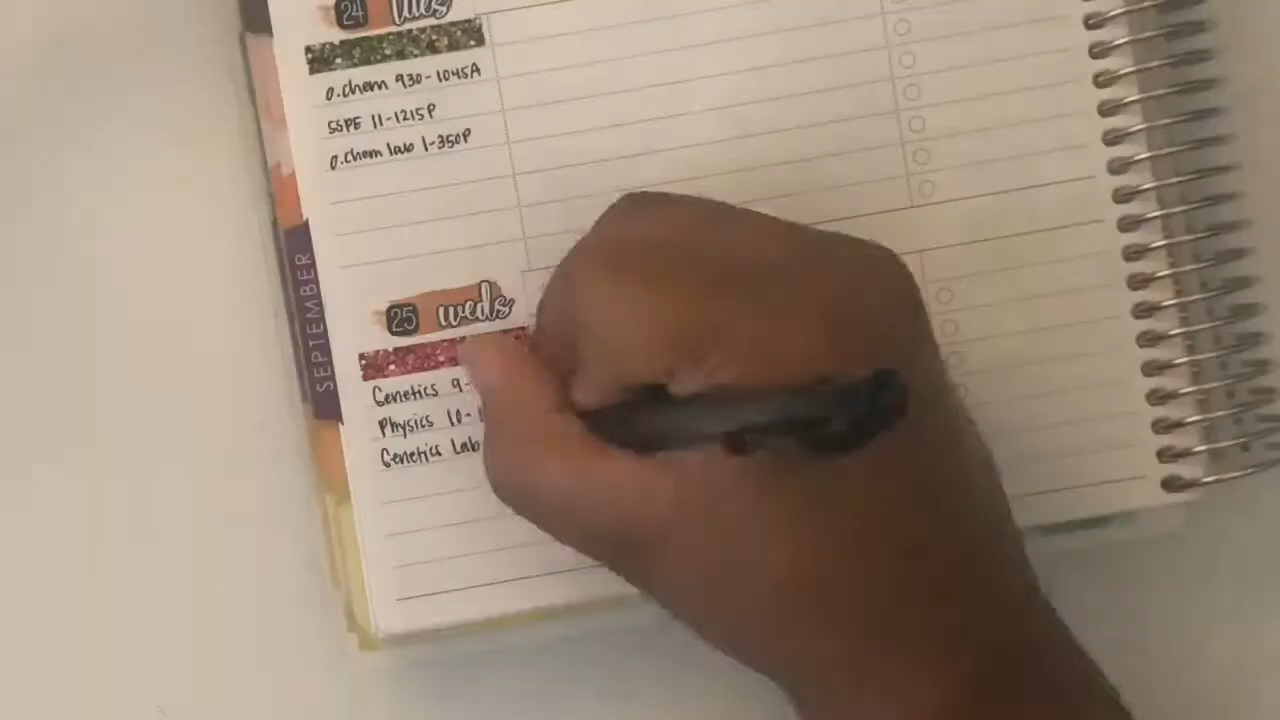 24 tues
o.chem 930-1045A
SSPE 11-1215P
o.chem lab 1-350P
SEPTEMBER
25 weds
Genetics 9-
Physics 10-
Genetics Lab